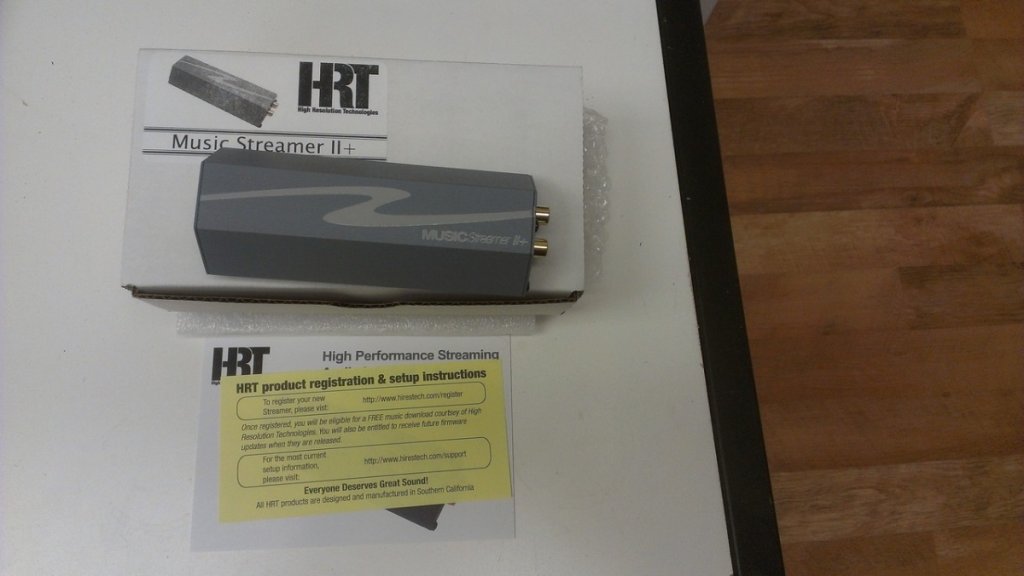 HRT
High Resolution Technologies
Music Streamer II+
MUSIC Streamer II+
HRT
High Performance Streaming
HRT product registration & setup instructions
To register your new
Streamer, please visit:
http://www.hirestech.com/register
Once registered, you will be eligible for a FREE music download courtsey of High
Resolution Technologies. You will also be entitled to receive future firmware
updates when they are released.
For the most current
setup information,
please visit:
http://www.hirestech.com/support
Everyone Deserves Great Sound!
All HRT products are designed and manufactured in Southern California